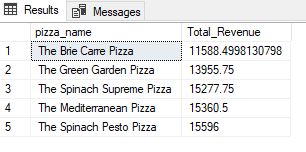 Results Messages
pizza_name Total_Revenue
1 The Brie Carre Pizza 11588.4998130798
2 The Green Garden Pizza 13955.75
3 The Spinach Supreme Pizza 15277.75
4 The Mediterranean Pizza 15360.5
5 The Spinach Pesto Pizza 15596